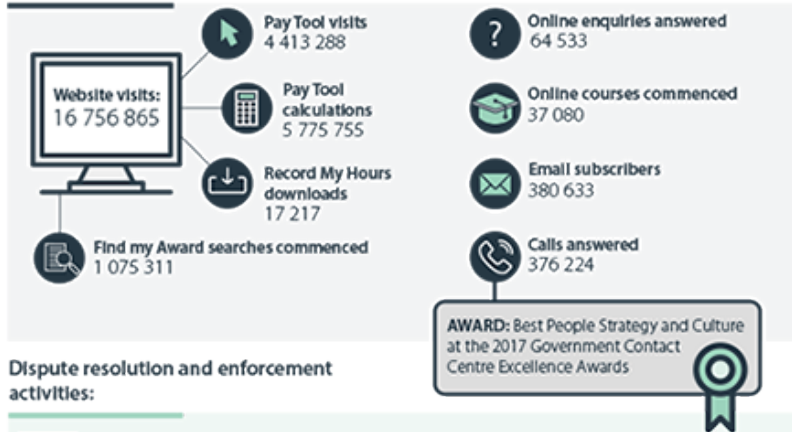 Website visits:
16 756 865
Pay Tool visits
4 413 288
Pay Tool
calculations
5 775 755
Record My Hours
downloads
17 217
Find my Award searches commenced
1 075 311
?
Online enquiries answered
64 533
Online courses commenced
37 080
Email subscribers
380 633
Calls answered
376 224
AWARD: Best People Strategy and Culture
at the 2017 Government Contact
Centre Excellence Awards
Dispute resolution and enforcement
activities: